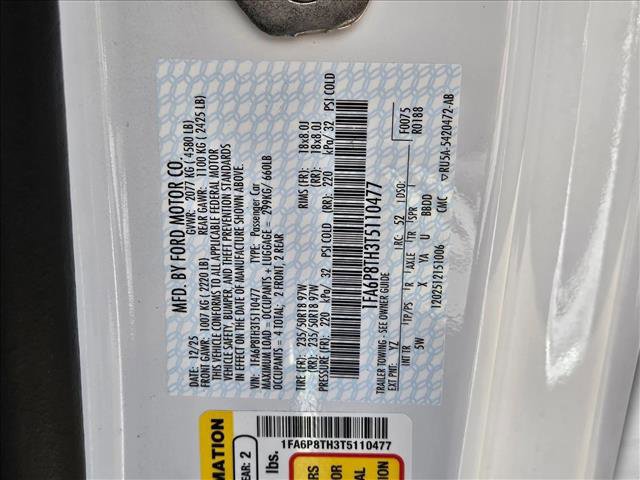 MFD. BY FORD MOTOR CO.
DATE: 12/25 GVWR: 2077 KG ( 4580 LB)
FRONT GAWR: 1007 KG (2220 LB) REAR GAWR: 1100 KG ( 2425 LB)
THIS VEHICLE CONFORMS TO ALL APPLICABLE FEDERAL MOTOR
VEHICLE SAFETY, BUMPER, AND THEFT PREVENTION STANDARDS
IN EFFECT ON THE DATE OF MANUFACTURE SHOWN ABOVE.
VIN: 1FA6P8TH3T5110477 TYPE: Passenger Car
MAXIMUM LOAD = OCCUPANTS + LUGGAGE = 299KG/ 660LB
OCCUPANTS = 4 TOTAL: 2 FRONT, 2 REAR
TIRE (FR): 235/50R18 97W RIMS (FR): 18x8.0J
(RR): 235/50R18 97W (RR): 18x8.0J
PRESSURE (FR): 220 kPa/ 32 PSI COLD (RR): 220 kPa/ 32 PSI COLD
1FA6P8TH3T5110477
TRAILER TOWING - SEE OWNER GUIDE
EXT PNT: YZ RC: 52 DSO: F0075
R0188
INT TR TP/PS R AXLE TR SPR
5W X YA U BBDD
1202512151006 CMC ▽RU5A-5420472-AB
1FA6P8TH3T5110477
MATION
EAR: 2
lbs.